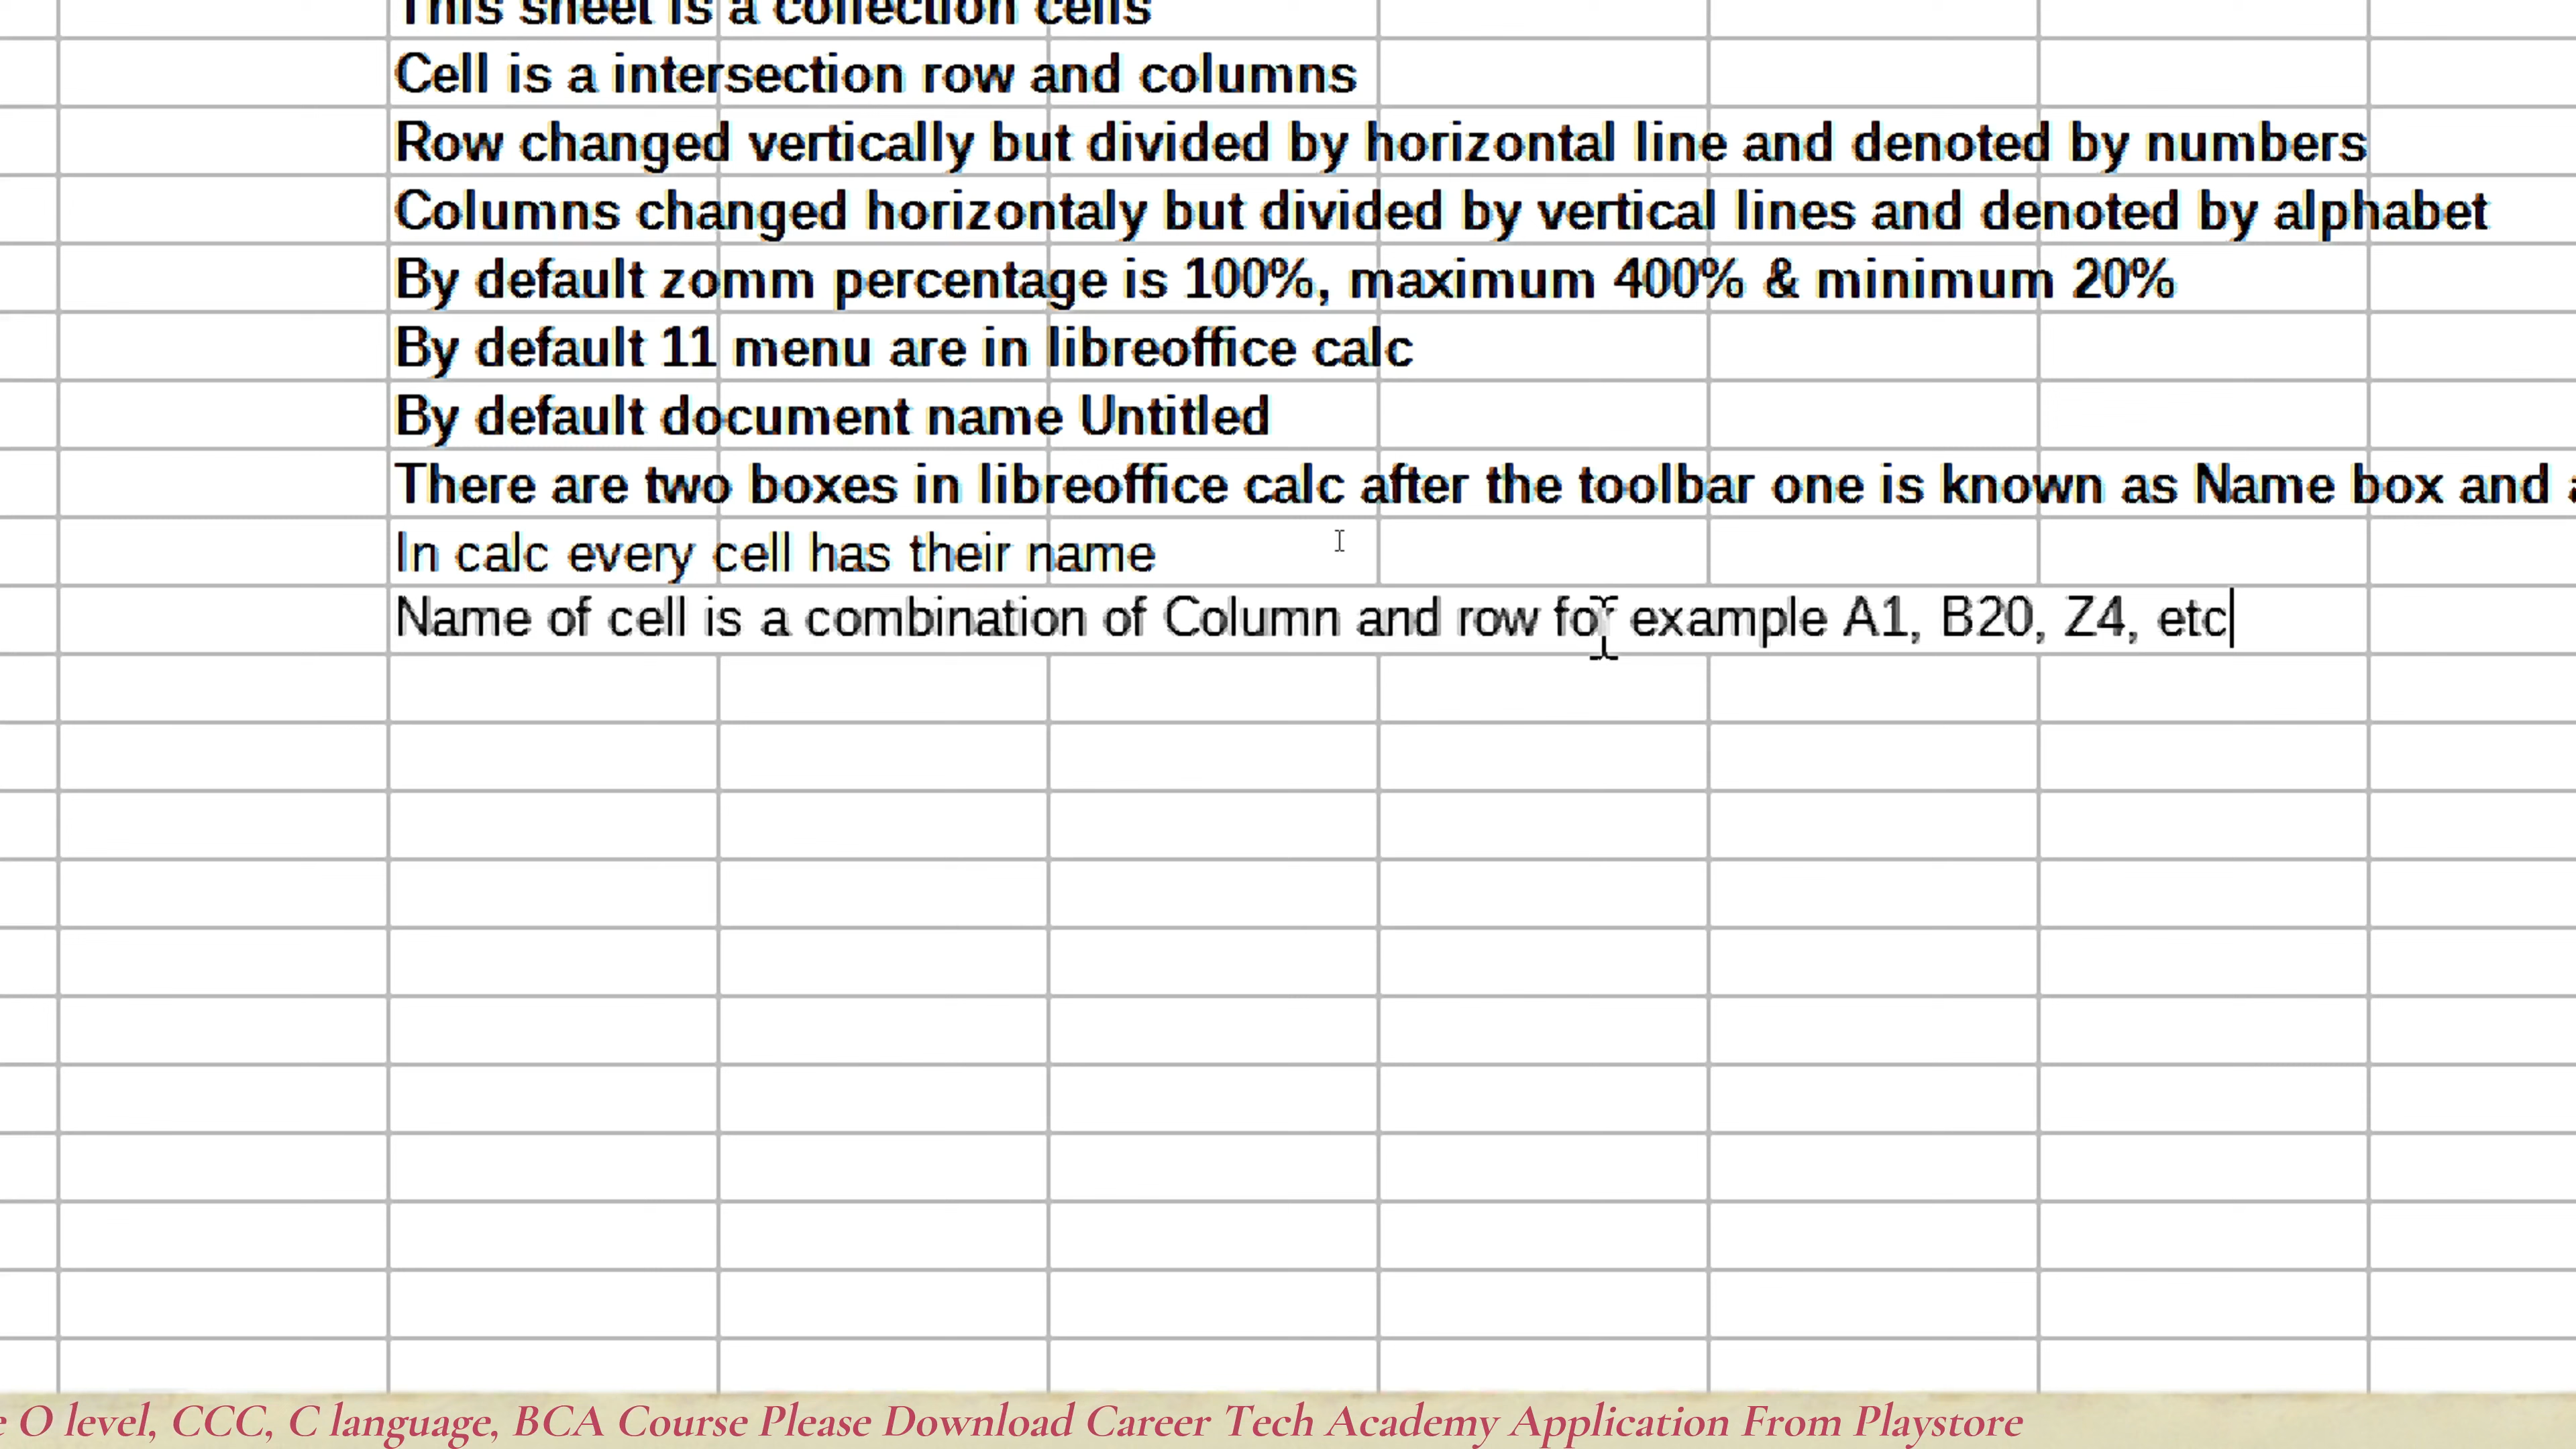 This sheet is a collection cells
Cell is a intersection row and columns
Row changed vertically but divided by horizontal line and denoted by numbers
Columns changed horizontaly but divided by vertical lines and denoted by alphabet
By default zomm percentage is 100%, maximum 400% & minimum 20%
By default 11 menu are in libreoffice calc
By default document name Untitled
There are two boxes in libreoffice calc after the toolbar one is known as Name box and
In calc every cell has their name
Name of cell is a combination of Column and row for example A1, B20, Z4, etc
O level, CCC, C language, BCA Course Please Download Career Tech Academy Application From Playstore